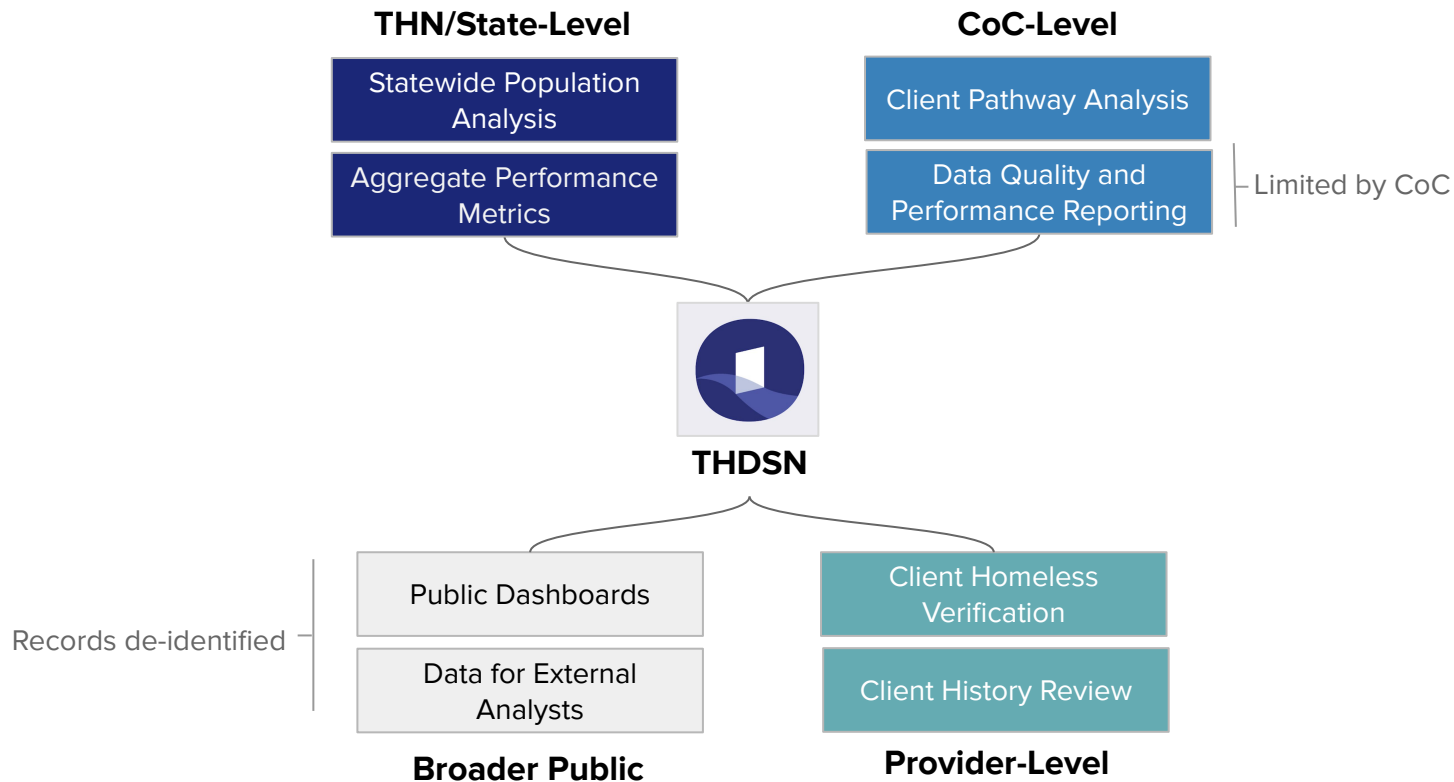 THN/State-Level
Statewide Population
Analysis
Aggregate Performance
Metrics
CoC-Level
Client Pathway Analysis
Data Quality and
Performance Reporting
Limited by CoC
THDSN
Records de-identified
Public Dashboards
Data for External
Analysts
Broader Public
Client Homeless
Verification
Client History Review
Provider-Level